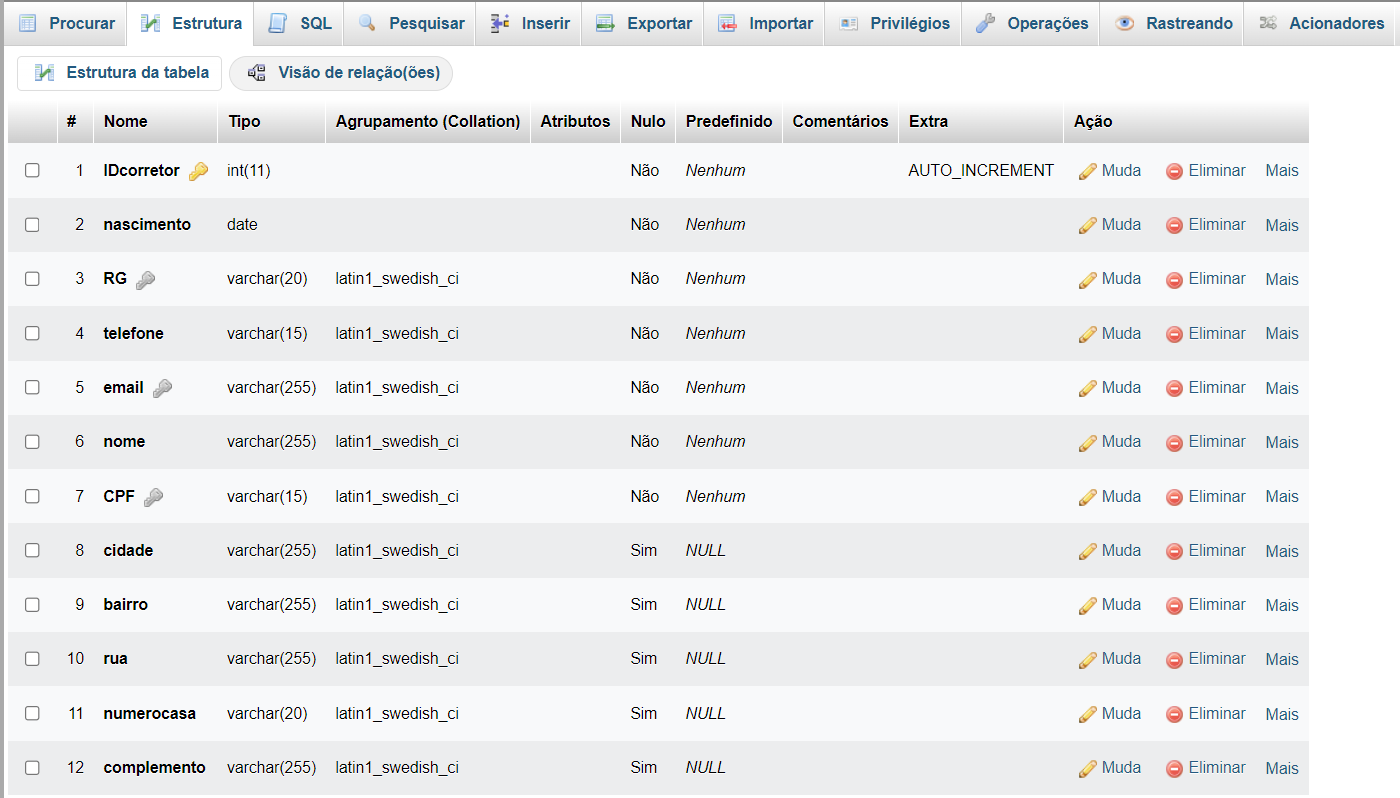 Procurar Estrutura SQL Pesquisar Inserir Exportar Importar Privilégios Operações Rastreando Acionadores
Estrutura da tabela Visão de relação(ões)
# Nome Tipo Agrupamento (Collation) Atributos Nulo Predefinido Comentários Extra Ação
1 IDcorretor int(11) Não Nenhum AUTO_INCREMENT Muda Eliminar Mais
2 nascimento date Não Nenhum Muda Eliminar Mais
3 RG varchar(20) latin1_swedish_ci Não Nenhum Muda Eliminar Mais
4 telefone varchar(15) latin1_swedish_ci Não Nenhum Muda Eliminar Mais
5 email varchar(255) latin1_swedish_ci Não Nenhum Muda Eliminar Mais
6 nome varchar(255) latin1_swedish_ci Não Nenhum Muda Eliminar Mais
7 CPF varchar(15) latin1_swedish_ci Não Nenhum Muda Eliminar Mais
8 cidade varchar(255) latin1_swedish_ci Sim NULL Muda Eliminar Mais
9 bairro varchar(255) latin1_swedish_ci Sim NULL Muda Eliminar Mais
10 rua varchar(255) latin1_swedish_ci Sim NULL Muda Eliminar Mais
11 numerocasa varchar(20) latin1_swedish_ci Sim NULL Muda Eliminar Mais
12 complemento varchar(255) latin1_swedish_ci Sim NULL Muda Eliminar Mais